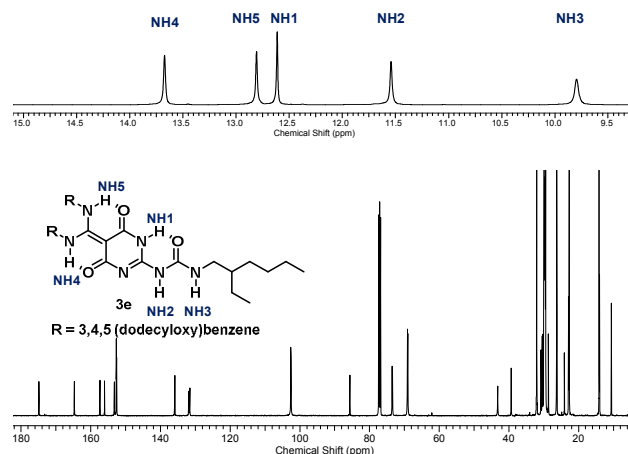 NH4 NH5 NH1 NH2 NH3
15.0 14.5 14.0 13.5 13.0 12.5 12.0 11.5 11.0 10.5 10.0 9.5
Chemical Shift (ppm)
NH5
R N H O
R N NH1
H N H O
O N N N
NH4 H H
3e NH2 NH3
R = 3,4,5 (dodecyloxy)benzene
180 160 140 120 100 80 60 40 20
Chemical Shift (ppm)